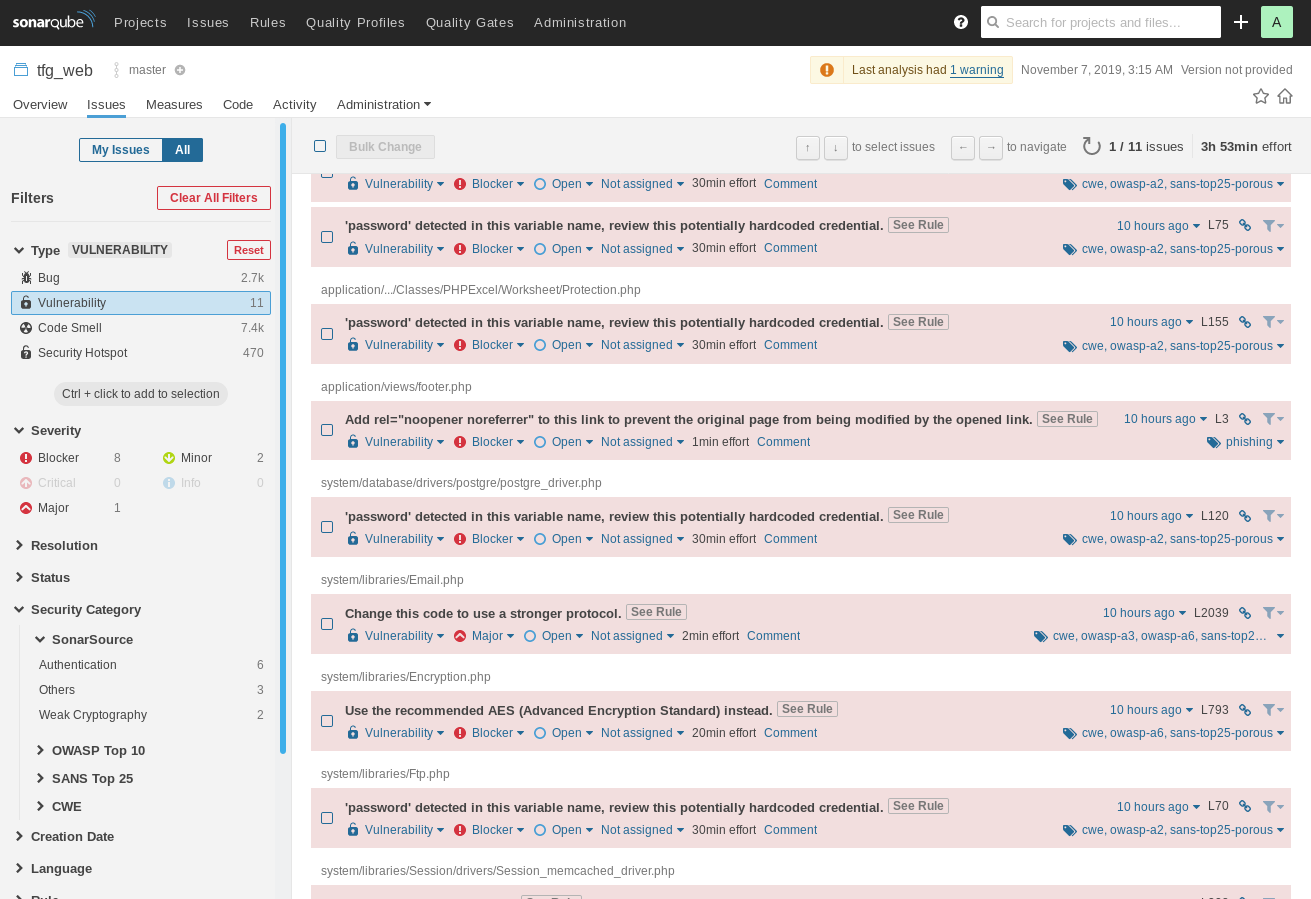 sonarqube Projects Issues Rules Quality Profiles Quality Gates Administration ? Search for projects and files... A
tfg_web master Last analysis had 1 warning November 7, 2019, 3:15 AM Version not provided
Overview Issues Measures Code Activity Administration
My Issues All
Filters Clear All Filters
Type VULNERABILITY Reset
Bug 2.7k
Vulnerability 11
Code Smell 7.4k
Security Hotspot 470
Ctrl + click to add to selection
Severity
Blocker 8 Minor 2
Critical 0 Info 0
Major 1
Resolution
Status
Security Category
SonarSource
Authentication 6
Others 3
Weak Cryptography 2
OWASP Top 10
SANS Top 25
CWE
Creation Date
Language
Rule
Bulk Change ↑ ↓ to select issues ← → to navigate 1 / 11 issues 3h 53min effort
Vulnerability Blocker Open Not assigned 30min effort Comment cwe, owasp-a2, sans-top25-porous
'password' detected in this variable name, review this potentially hardcoded credential. See Rule 10 hours ago L75
Vulnerability Blocker Open Not assigned 30min effort Comment cwe, owasp-a2, sans-top25-porous
application/.../Classes/PHPExcel/Worksheet/Protection.php
'password' detected in this variable name, review this potentially hardcoded credential. See Rule 10 hours ago L155
Vulnerability Blocker Open Not assigned 30min effort Comment cwe, owasp-a2, sans-top25-porous
application/views/footer.php
Add rel="noopener noreferrer" to this link to prevent the original page from being modified by the opened link. See Rule 10 hours ago L3
Vulnerability Blocker Open Not assigned 1min effort Comment phishing
system/database/drivers/postgre/postgre_driver.php
'password' detected in this variable name, review this potentially hardcoded credential. See Rule 10 hours ago L120
Vulnerability Blocker Open Not assigned 30min effort Comment cwe, owasp-a2, sans-top25-porous
system/libraries/Email.php
Change this code to use a stronger protocol. See Rule 10 hours ago L2039
Vulnerability Major Open Not assigned 2min effort Comment cwe, owasp-a3, owasp-a6, sans-top2...
system/libraries/Encryption.php
Use the recommended AES (Advanced Encryption Standard) instead. See Rule 10 hours ago L793
Vulnerability Blocker Open Not assigned 20min effort Comment cwe, owasp-a6, sans-top25-porous
system/libraries/Ftp.php
'password' detected in this variable name, review this potentially hardcoded credential. See Rule 10 hours ago L70
Vulnerability Blocker Open Not assigned 30min effort Comment cwe, owasp-a2, sans-top25-porous
system/libraries/Session/drivers/Session_memcached_driver.php